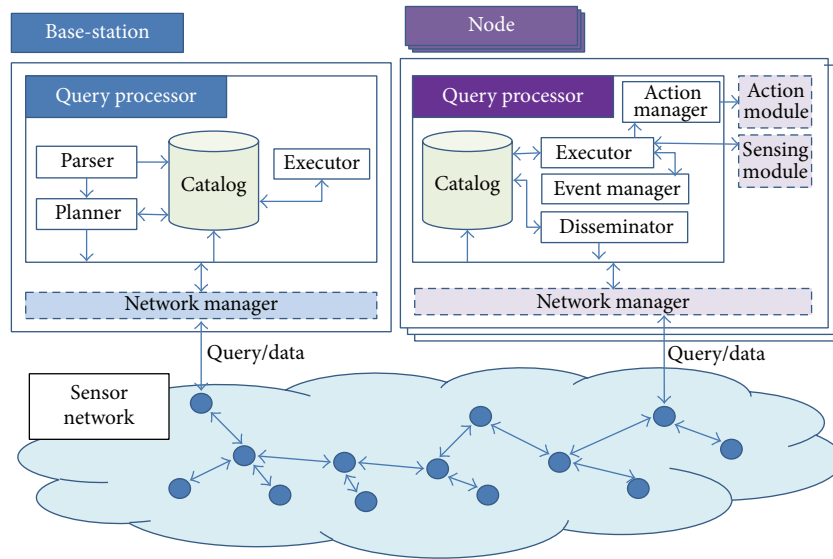 Base-station
Query processor
Parser
Planner
Catalog
Executor
Network manager
Query/data
Node
Query processor
Action
manager
Action
module
Executor
Sensing
module
Catalog
Event manager
Disseminator
Network manager
Query/data
Sensor
network